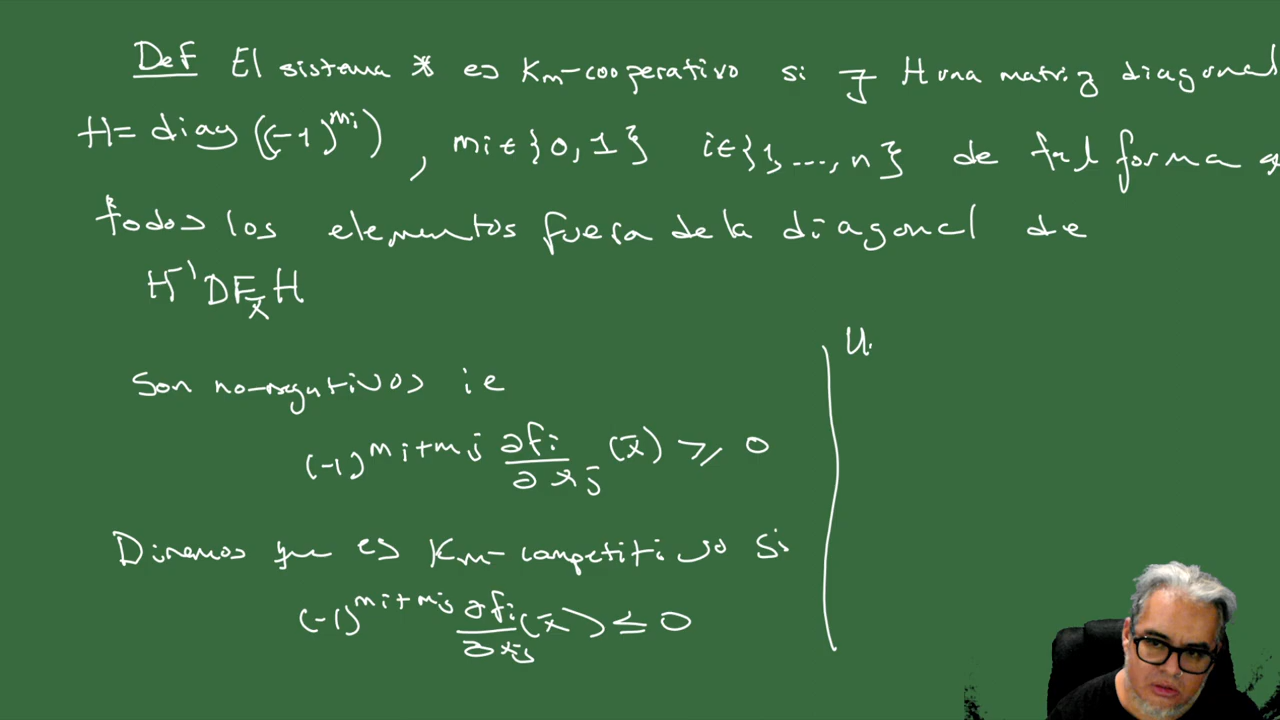 Def El sistema * es Km-cooperativo si ∃ H una matriz diagonal
H = diag((-1)^{mi}) , mi ∈ {0, 1} i ∈ {1, ..., n} de tal forma q
todos los elementos fuera de la diagonal de
H^{-1} DF_{x̄} H
Son no-negativos ie
(-1)^{mi+mj} ∂fi/∂xj (x̄) ≥ 0
Diremos que es Km-competitivo si
(-1)^{mi+mj} ∂fi/∂xj (x̄) ≤ 0
U.